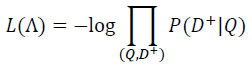 L(Λ) = −log ∏ P(D⁺|Q)
(Q,D⁺)